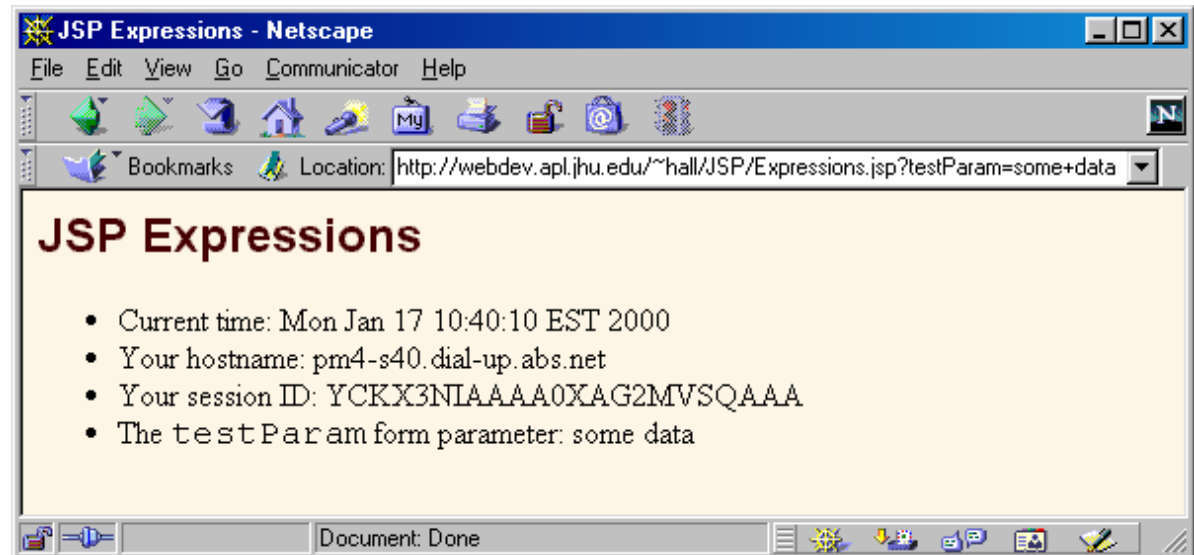 JSP Expressions - Netscape
File Edit View Go Communicator Help
My
N
Bookmarks Location: http://webdev.apl.jhu.edu/~hall/JSP/Expressions.jsp?testParam=some+data
JSP Expressions
• Current time: Mon Jan 17 10:40:10 EST 2000
• Your hostname: pm4-s40.dial-up.abs.net
• Your session ID: YCKX3NIAAAA0XAG2MVSQAAA
• The testParam form parameter: some data
Document: Done